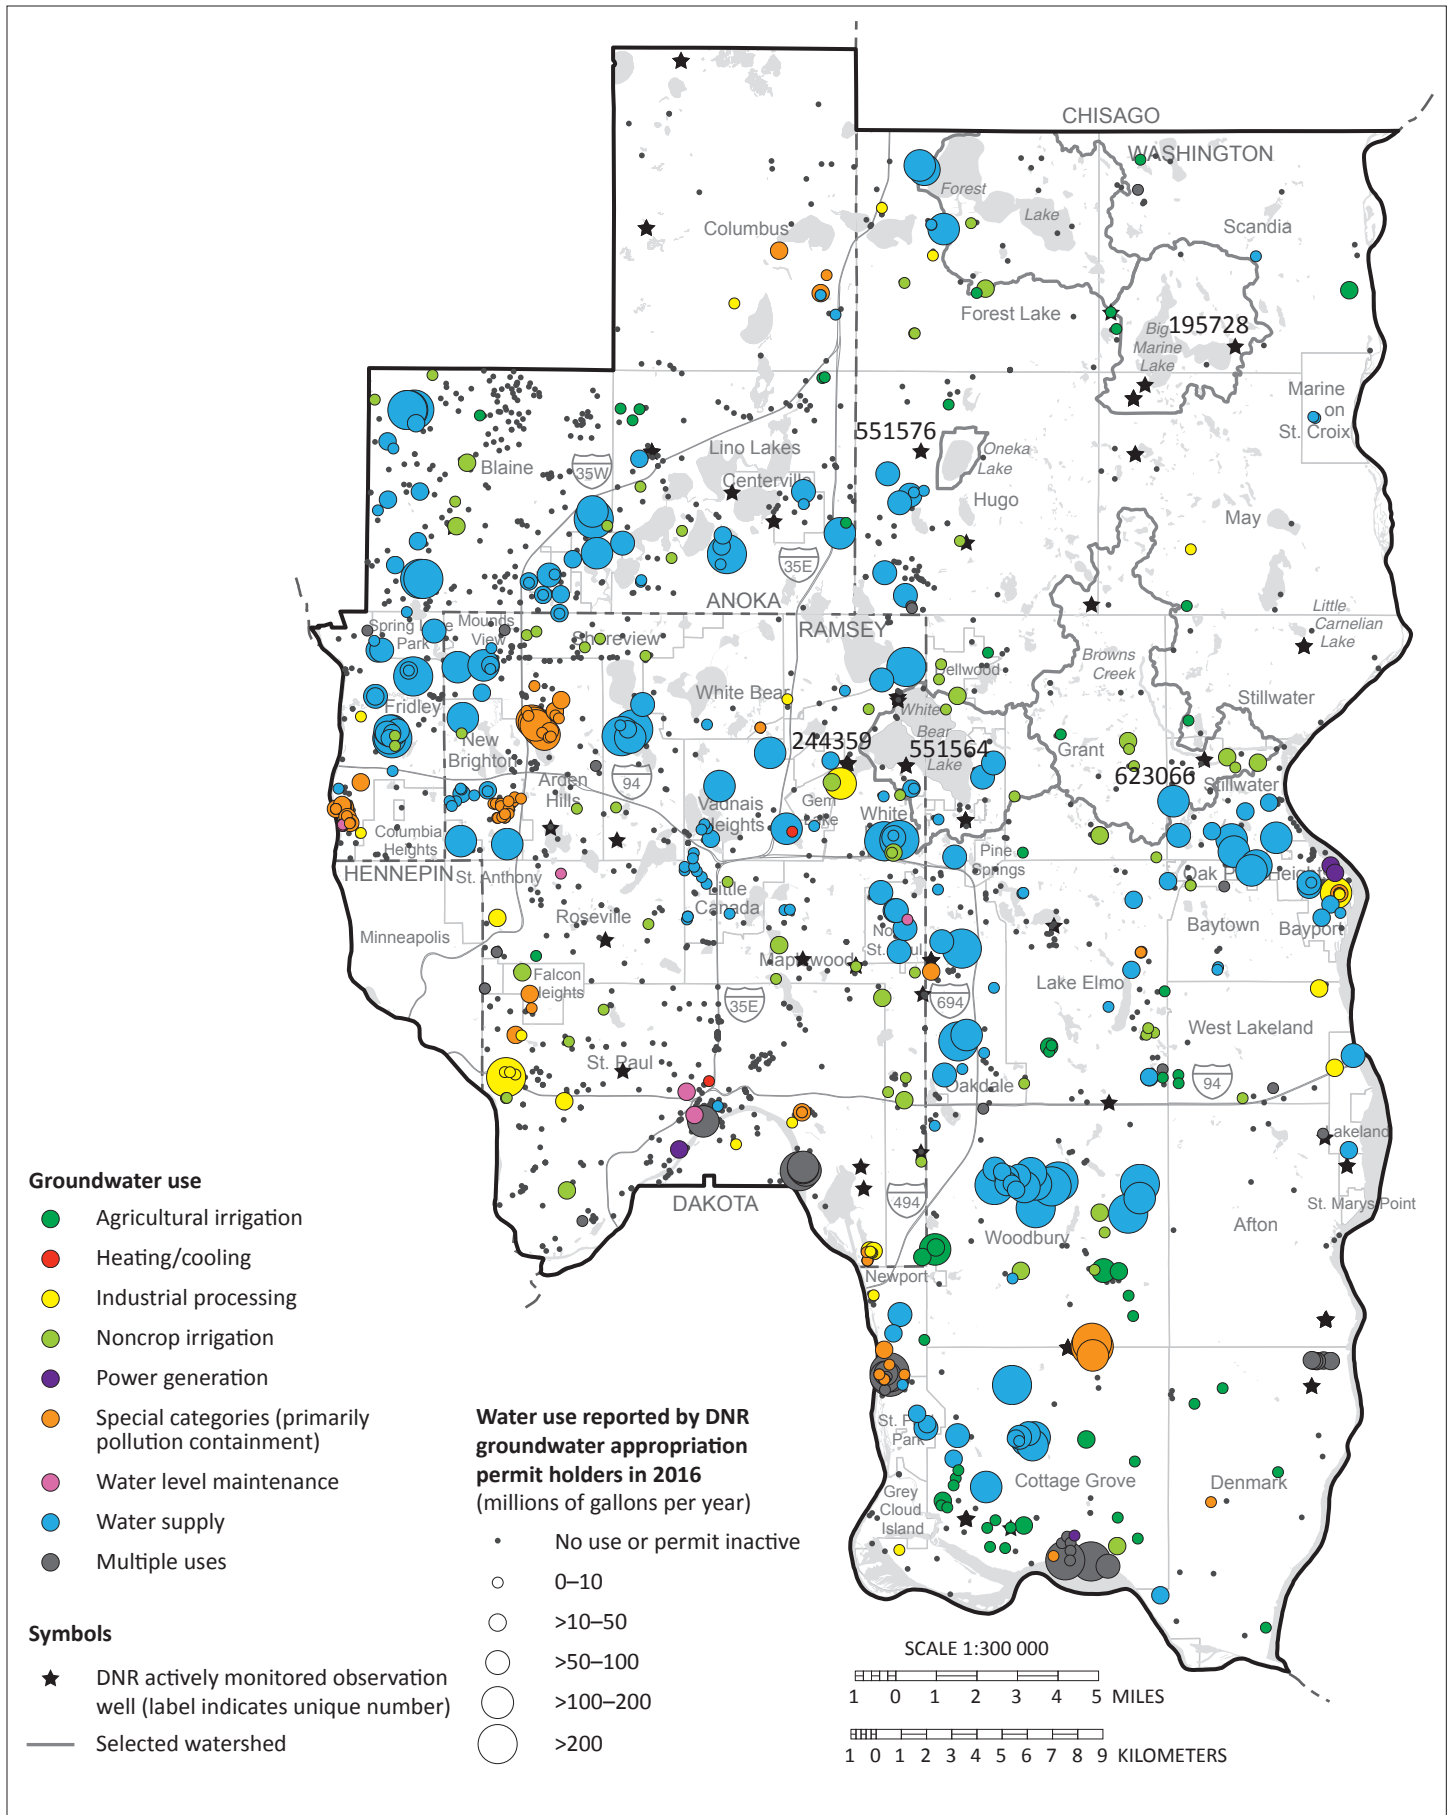 CHISAGO
WASHINGTON
Forest
Lake
Scandia
Columbus
Forest Lake
195728
Big
Marine
Lake
Marine
on
St. Croix
551576
Oneka
Lake
Lino Lakes
Centerville
Blaine
35W
Hugo
May
35E
ANOKA
RAMSEY
Little
Carnelian
Lake
Spring Lake
Park
Mounds
View
Shoreview
Dellwood
Browns
Creek
White Bear
Stillwater
Fridley
White
Bear
Lake
244359
551564
Grant
New
Brighton
623066
Stillwater
Arden
Hills
94
Vadnais
Heights
Gem
Lake
White
Columbia
Heights
Pine
Springs
HENNEPIN
St. Anthony
Oak Park Heights
Little
Canada
Roseville
Minneapolis
North
St. Paul
Baytown
Bayport
Maplewood
Falcon
Heights
Lake Elmo
35E
694
West Lakeland
St. Paul
Oakdale
94
Lakeland
DAKOTA
494
St. Marys Point
Afton
Woodbury
Newport
St. Paul
Park
Cottage Grove
Denmark
Grey
Cloud
Island
Groundwater use
Agricultural irrigation
Heating/cooling
Industrial processing
Noncrop irrigation
Power generation
Special categories (primarily
pollution containment)
Water level maintenance
Water supply
Multiple uses
Symbols
DNR actively monitored observation
well (label indicates unique number)
Selected watershed
Water use reported by DNR
groundwater appropriation
permit holders in 2016
(millions of gallons per year)
No use or permit inactive
0–10
>10–50
>50–100
>100–200
>200
SCALE 1:300 000
1 0 1 2 3 4 5 MILES
1 0 1 2 3 4 5 6 7 8 9 KILOMETERS